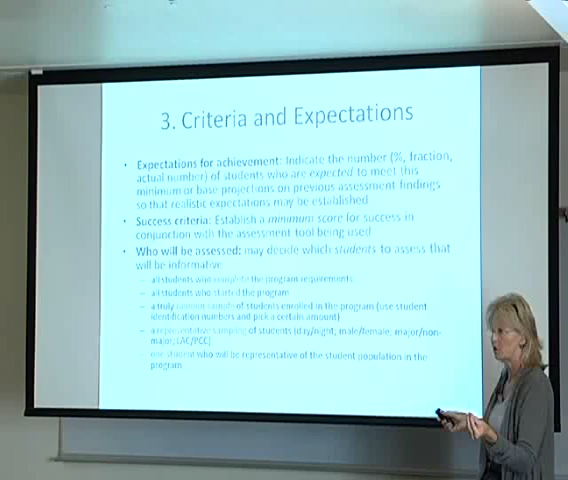 3. Criteria and Expectations
• Expectations for achievement: Indicate the number (%, fraction,
actual number) of students who are expected to meet this
minimum or base projections on previous assessment findings
so that realistic expectations may be established
• Success criteria: Establish a minimum score for success in
conjunction with the assessment tool being used
• Who will be assessed: may decide which students to assess that
will be informative
– all students who complete the program requirements
– all students who started the program
– a truly random sample of students enrolled in the program (use student
identification numbers and pick a certain amount)
– a representative sampling of students (day/night; male/female, major/non-
major; LAC/PCC)
– one student who will be representative of the student population in the
program